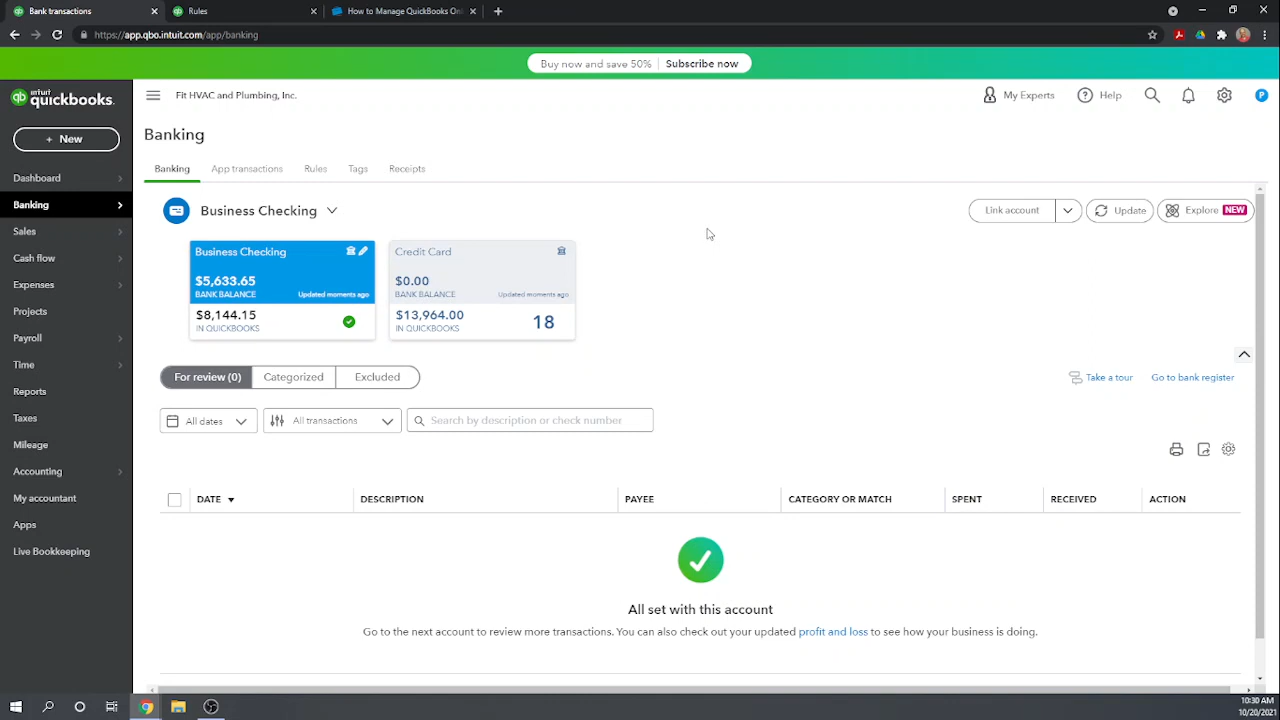 Bank transactions
Rules
How to Manage QuickBooks Onl
https://app.qbo.intuit.com/app/banking
Buy now and save 50% Subscribe now
intuit quickbooks.
Fit HVAC and Plumbing, Inc.
My Experts Help
P
+ New
Dashboard
Banking
Sales
Cash flow
Expenses
Projects
Payroll
Time
Reports
Taxes
Mileage
Accounting
My accountant
Apps
Live Bookkeeping
Banking
Banking App transactions Rules Tags Receipts
Business Checking
Link account Update Explore NEW
Business Checking
$5,633.65
BANK BALANCE Updated moments ago
$8,144.15
IN QUICKBOOKS
Credit Card
$0.00
BANK BALANCE Updated moments ago
$13,964.00
IN QUICKBOOKS 18
For review (0) Categorized Excluded
Take a tour Go to bank register
All dates All transactions Search by description or check number
DATE DESCRIPTION PAYEE CATEGORY OR MATCH SPENT RECEIVED ACTION
All set with this account
Go to the next account to review more transactions. You can also check out your updated profit and loss to see how your business is doing.
10:30 AM
10/20/2021